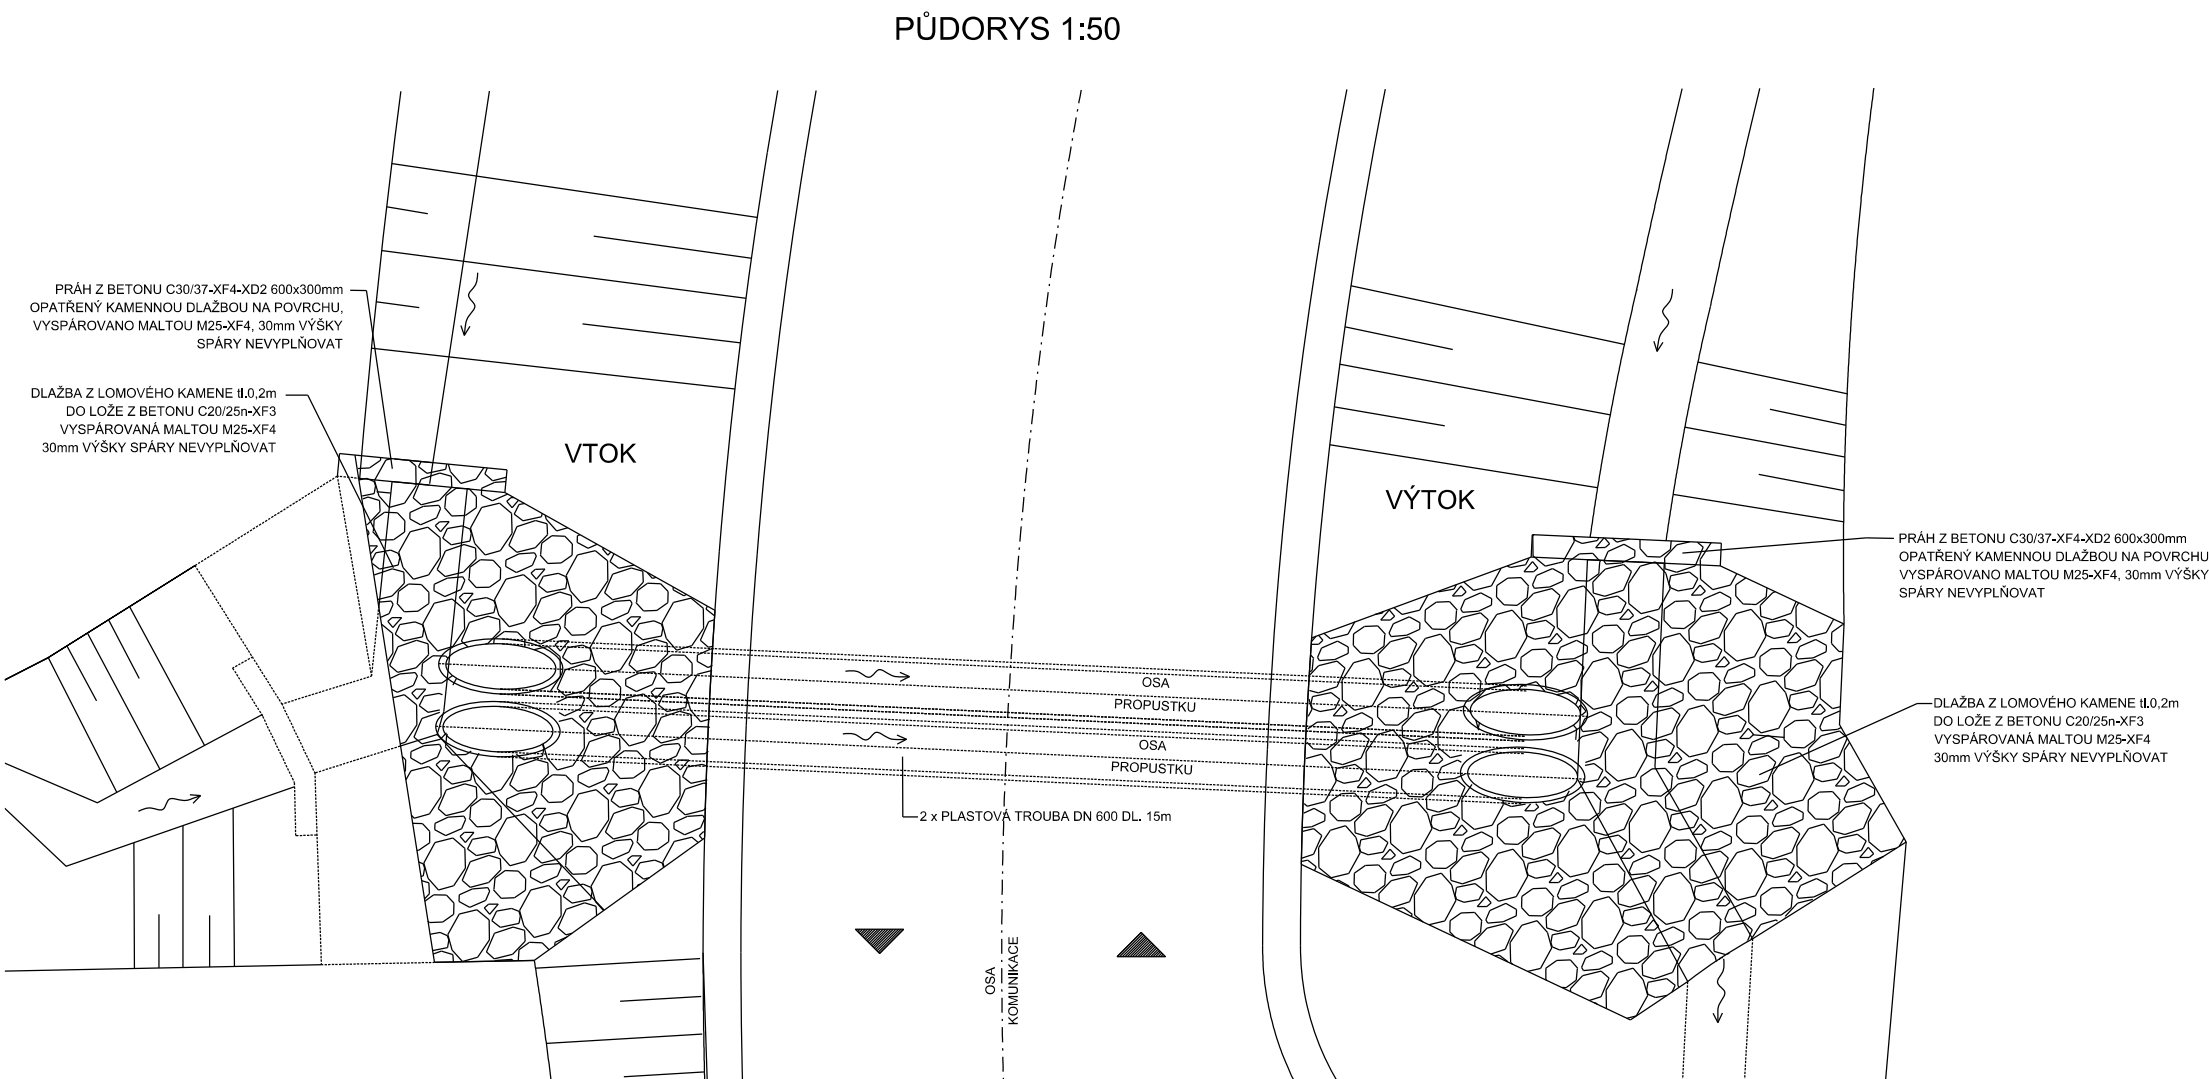 PŮDORYS 1:50
PRÁH Z BETONU C30/37-XF4-XD2 600x300mm
OPATŘENÝ KAMENNOU DLAŽBOU NA POVRCHU,
VYSPÁROVANO MALTOU M25-XF4, 30mm VÝŠKY
SPÁRY NEVYPLŇOVAT
DLAŽBA Z LOMOVÉHO KAMENE tl.0,2m
DO LOŽE Z BETONU C20/25n-XF3
VYSPÁROVANÁ MALTOU M25-XF4
30mm VÝŠKY SPÁRY NEVYPLŇOVAT
VTOK
VÝTOK
PRÁH Z BETONU C30/37-XF4-XD2 600x300mm
OPATŘENÝ KAMENNOU DLAŽBOU NA POVRCHU
VYSPÁROVANO MALTOU M25-XF4, 30mm VÝŠKY
SPÁRY NEVYPLŇOVAT
OSA
PROPUSTKU
OSA
PROPUSTKU
DLAŽBA Z LOMOVÉHO KAMENE tl.0,2m
DO LOŽE Z BETONU C20/25n-XF3
VYSPÁROVANÁ MALTOU M25-XF4
30mm VÝŠKY SPÁRY NEVYPLŇOVAT
2 x PLASTOVÁ TROUBA DN 600 DL. 15m
OSA
KOMUNIKACE